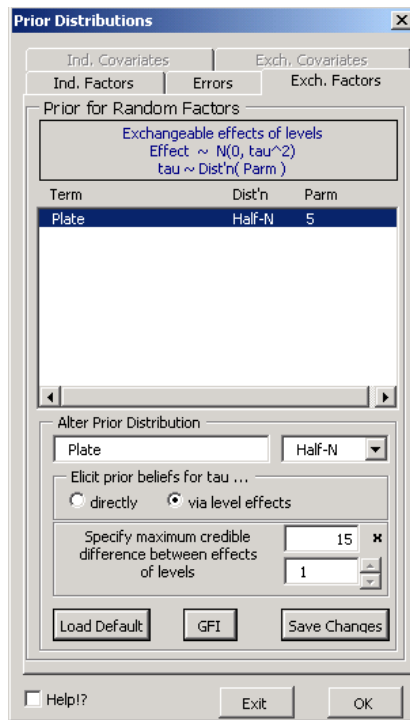 Prior Distributions
Ind. Covariates Exch. Covariates
Ind. Factors Errors Exch. Factors
Prior for Random Factors
Exchangeable effects of levels
Effect ~ N(0, tau^2)
tau ~ Dist'n( Parm )
Term Dist'n Parm
Plate Half-N 5
Alter Prior Distribution
Plate Half-N
Elicit prior beliefs for tau ...
directly via level effects
Specify maximum credible
difference between effects
of levels
15 x
1
Load Default GFI Save Changes
Help!? Exit OK